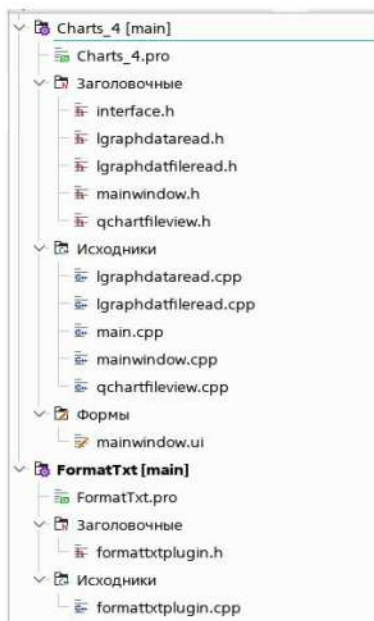 Charts_4 [main]
Charts_4.pro
Заголовочные
interface.h
lgraphdataread.h
lgraphdatfileread.h
mainwindow.h
qchartfileview.h
Исходники
lgraphdataread.cpp
lgraphdatfileread.cpp
main.cpp
mainwindow.cpp
qchartfileview.cpp
Формы
mainwindow.ui
FormatTxt [main]
FormatTxt.pro
Заголовочные
formattxtplugin.h
Исходники
formattxtplugin.cpp